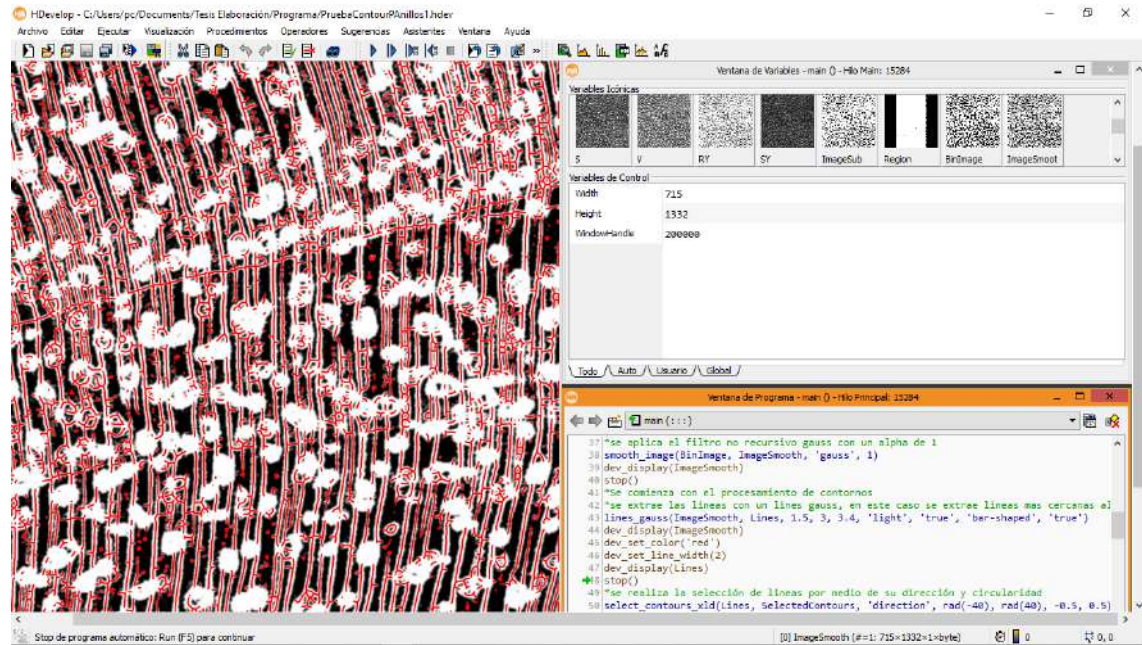 HDevelop - C:/Users/pc/Documents/Tesis Elaboración/Programa/PruebaContourPAnillos1.hdev
Archivo Editar Ejecutar Visualización Procedimientos Operadores Sugerencias Asistentes Ventana Ayuda
Ventana de Variables - main () - Hilo Main: 15284
Variables Icónicas
S V RY SY ImageSub Region BinImage ImageSmoot
Variables de Control
Width 715
Height 1332
WindowHandle 200000
Todo Auto Usuario Global
Ventana de Programa - main () - Hilo Principal: 15284
main (:::)
37 *se aplica el filtro no recursivo gauss con un alpha de 1
38 smooth_image(BinImage, ImageSmooth, 'gauss', 1)
39 dev_display(ImageSmooth)
40 stop()
41 *Se comienza con el procesamiento de contornos
42 *se extrae las lineas con un lines gauss, en este caso se extrae lineas mas cercanas al
43 lines_gauss(ImageSmooth, Lines, 1.5, 3, 3.4, 'light', 'true', 'bar-shaped', 'true')
44 dev_display(ImageSmooth)
45 dev_set_color('red')
46 dev_set_line_width(2)
47 dev_display(Lines)
48 stop()
49 *se realiza la selección de lineas por medio de su dirección y circularidad
50 select_contours_xld(Lines, SelectedContours, 'direction', rad(-40), rad(40), -0.5, 0.5)
Stop de programa automático: Run (F5) para continuar
[0] ImageSmooth (#=1: 715×1332×1×byte)
0
0, 0